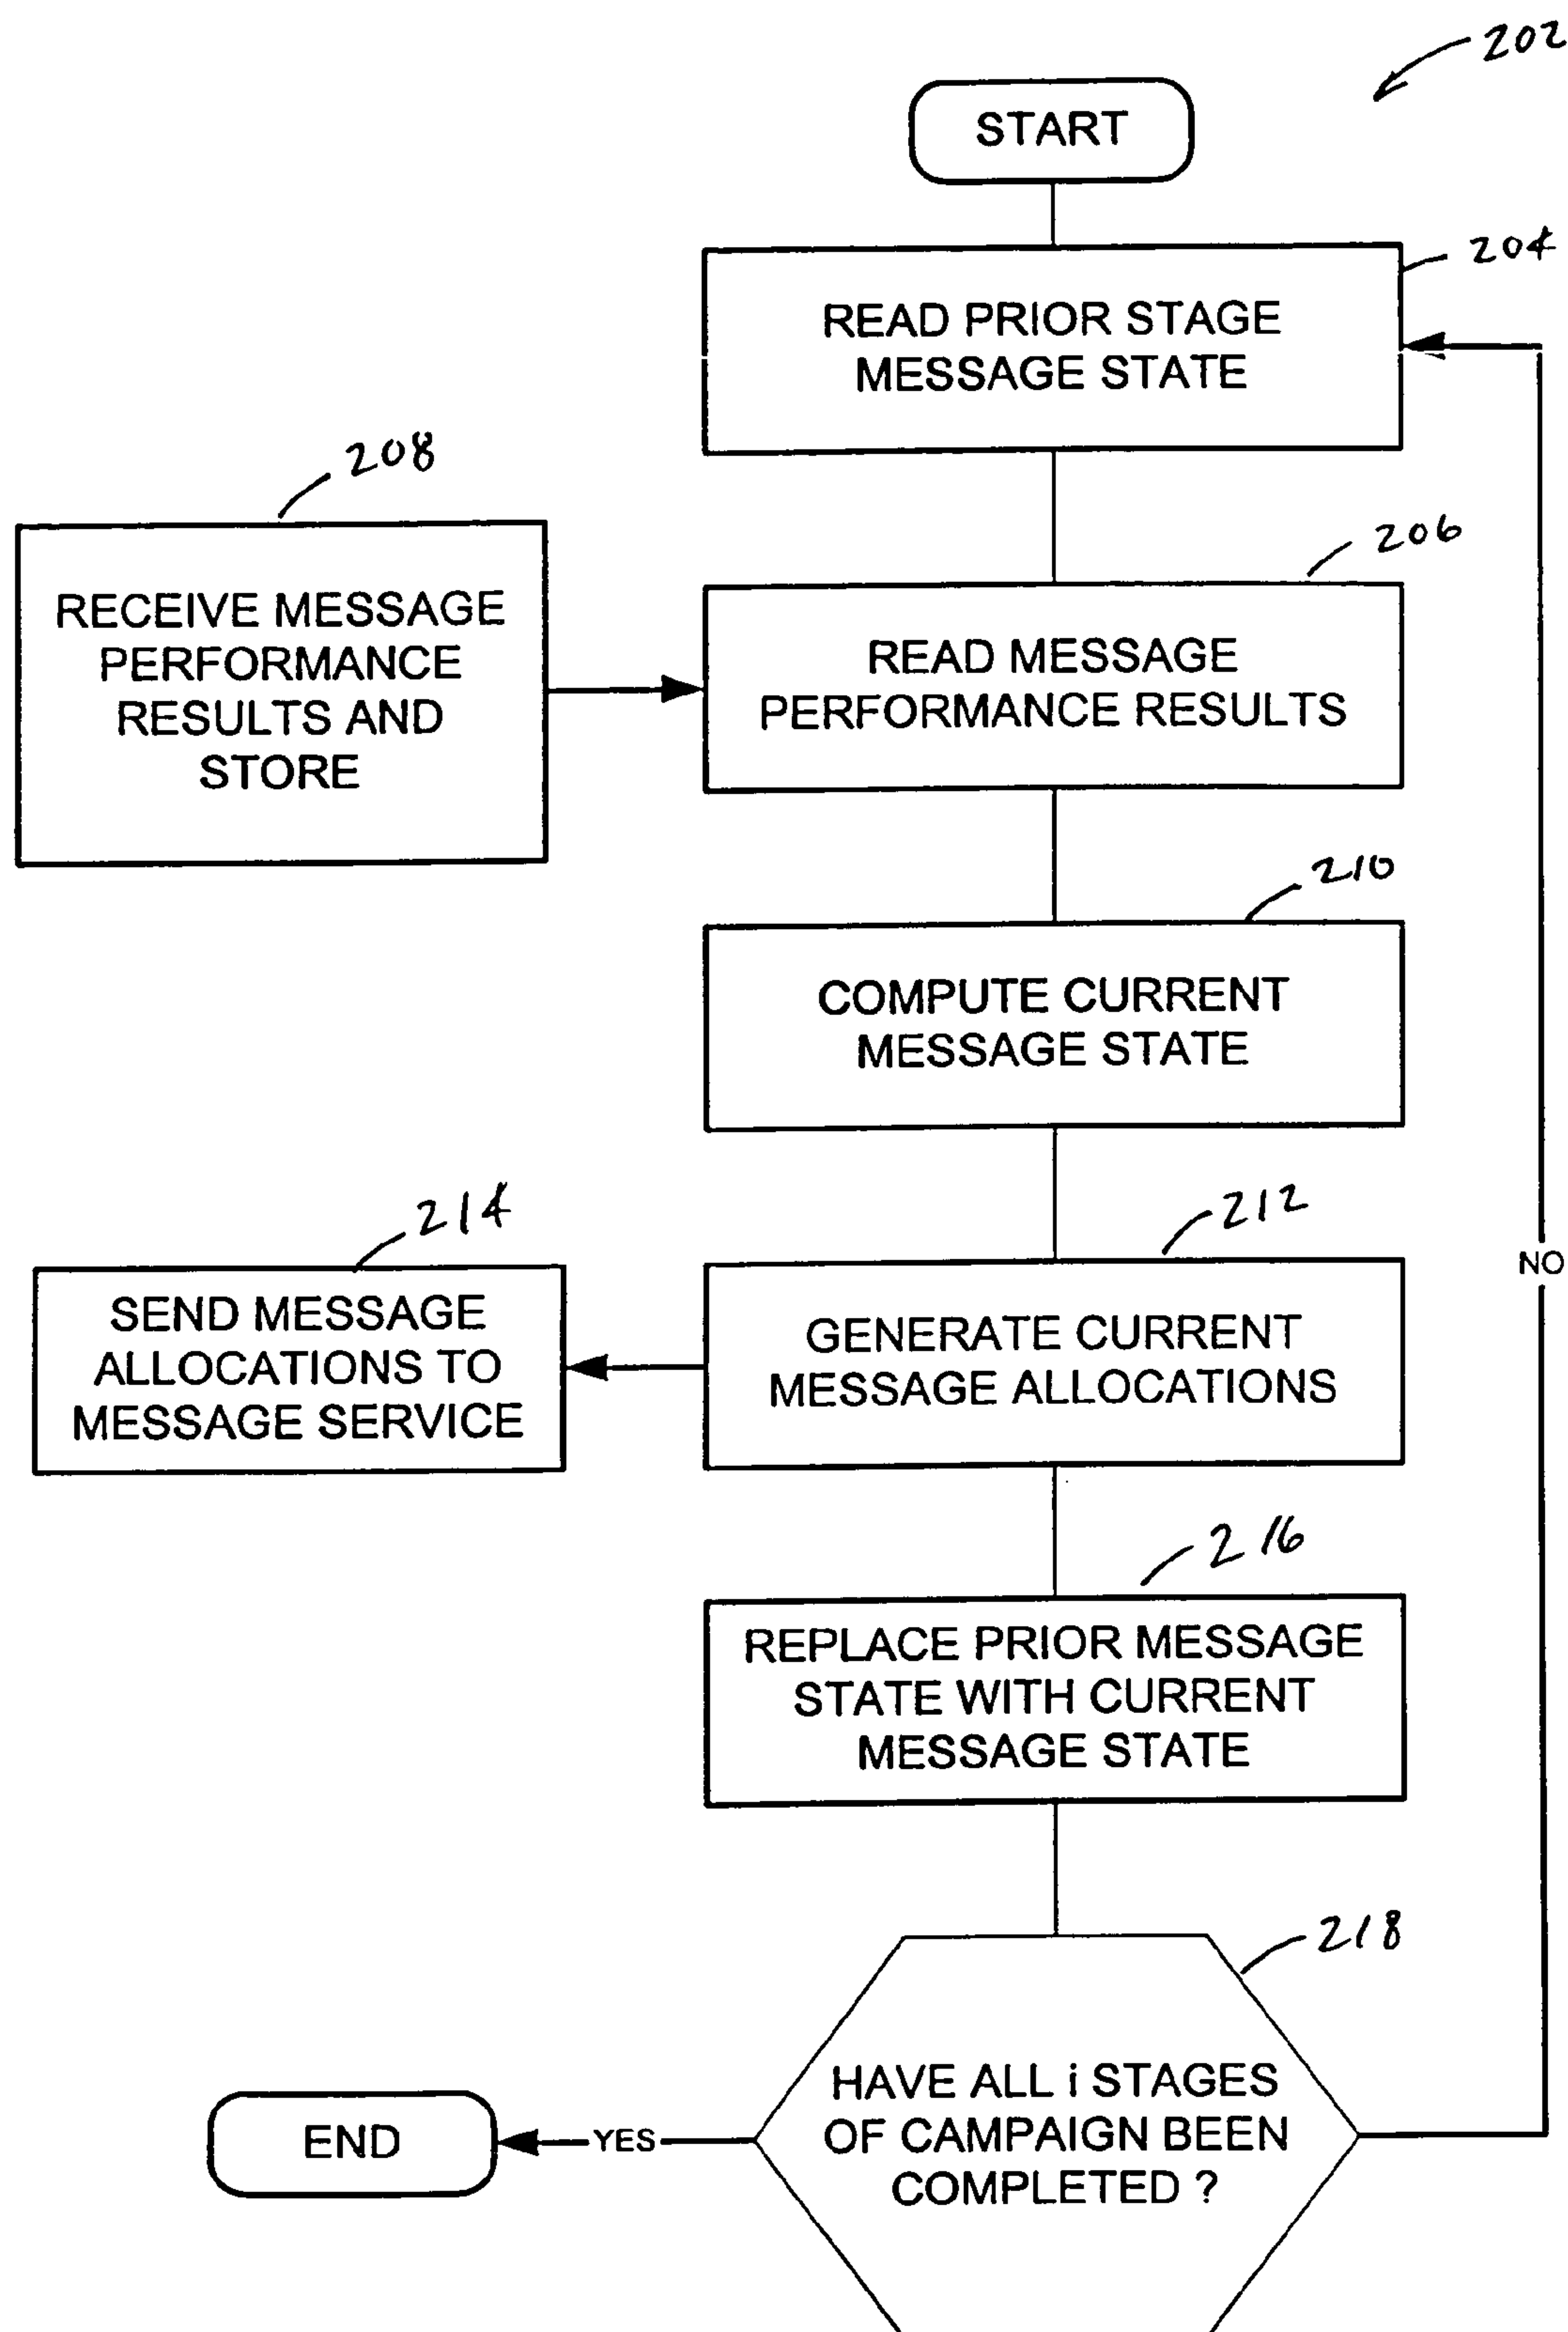 202
START
204
READ PRIOR STAGE
MESSAGE STATE
208
RECEIVE MESSAGE
PERFORMANCE
RESULTS AND
STORE
206
READ MESSAGE
PERFORMANCE RESULTS
210
COMPUTE CURRENT
MESSAGE STATE
214
SEND MESSAGE
ALLOCATIONS TO
MESSAGE SERVICE
212
GENERATE CURRENT
MESSAGE ALLOCATIONS
NO
216
REPLACE PRIOR MESSAGE
STATE WITH CURRENT
MESSAGE STATE
218
HAVE ALL i STAGES
OF CAMPAIGN BEEN
COMPLETED ?
YES
END